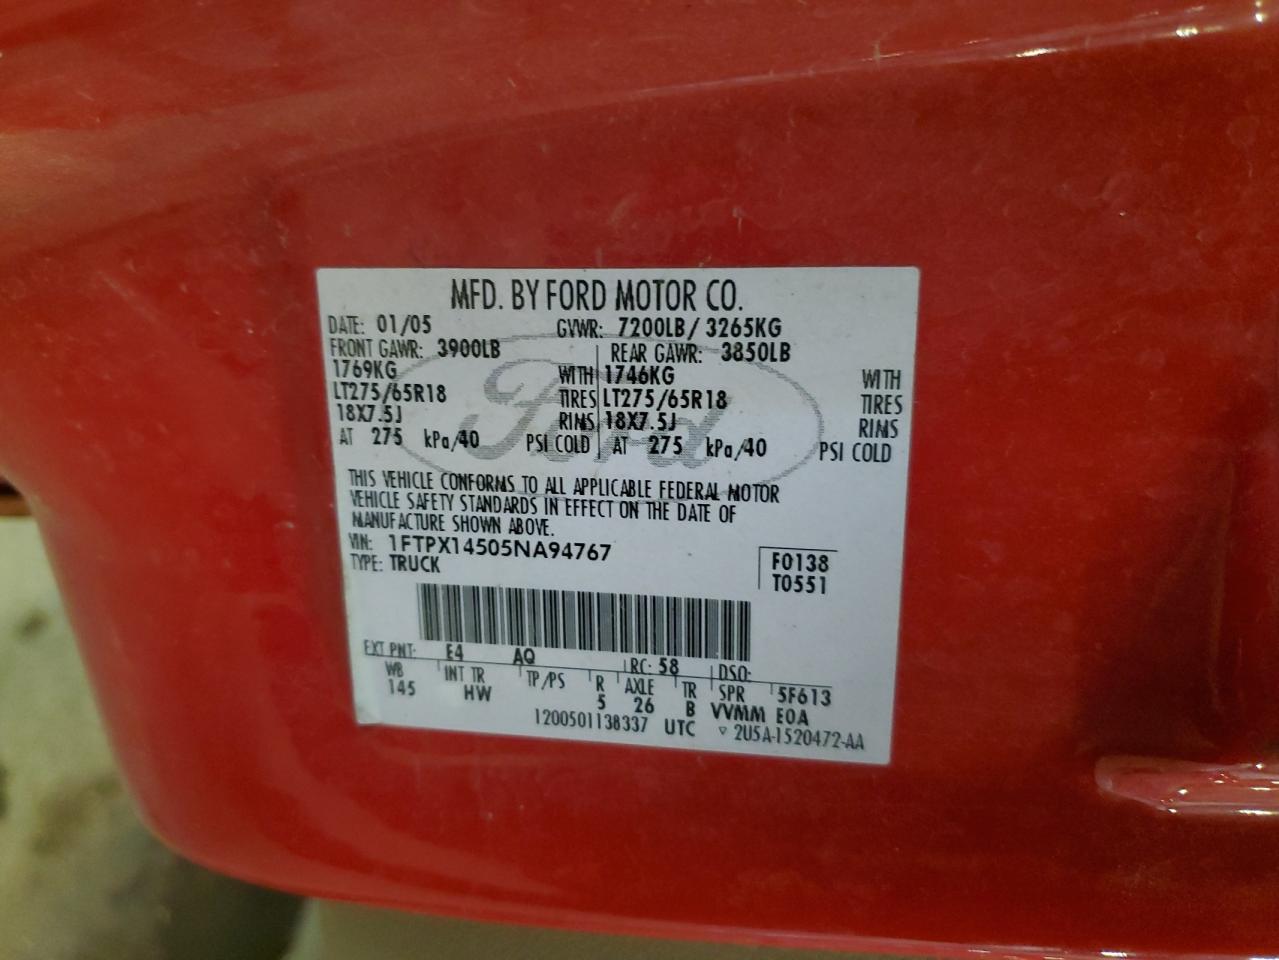 MFD. BY FORD MOTOR CO.
DATE: 01/05 GVWR: 7200LB/ 3265KG
FRONT GAWR: 3900LB REAR GAWR: 3850LB
1769KG WITH 1746KG WITH
LT275/65R18 TIRES LT275/65R18 TIRES
18X7.5J RIMS 18X7.5J RIMS
AT 275 kPa/40 PSI COLD AT 275 kPa/40 PSI COLD
Ford
THIS VEHICLE CONFORMS TO ALL APPLICABLE FEDERAL MOTOR
VEHICLE SAFETY STANDARDS IN EFFECT ON THE DATE OF
MANUFACTURE SHOWN ABOVE.
VIN: 1FTPX14505NA94767 F0138
TYPE: TRUCK T0551
EXT PNT: E4 AQ RC: 58 DSO:
WB INT TR TP/PS R AXLE TR SPR 5F613
145 HW 5 26 B VVMM EOA
1200501138337 UTC ▽ 2U5A-1520472-AA